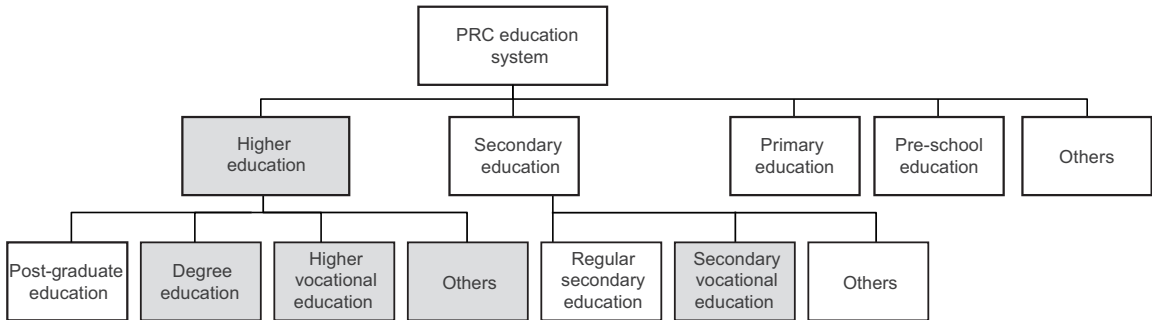 PRC education
system
Higher
education
Secondary
education
Primary
education
Pre-school
education
Others
Post-graduate
education
Degree
education
Higher
vocational
education
Others
Regular
secondary
education
Secondary
vocational
education
Others